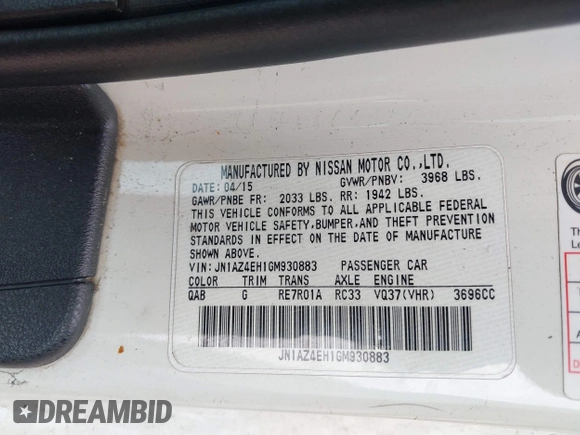 MANUFACTURED BY NISSAN MOTOR CO.,LTD.
DATE: 04/15 GVWR/PNBV: 3968 LBS.
GAWR/PNBE FR: 2033 LBS. RR: 1942 LBS.
THIS VEHICLE CONFORMS TO ALL APPLICABLE FEDERAL
MOTOR VEHICLE SAFETY,BUMPER,AND THEFT PREVENTION
STANDARDS IN EFFECT ON THE DATE OF MANUFACTURE
SHOWN ABOVE.
VIN: JN1AZ4EH1GM930883 PASSENGER CAR
COLOR TRIM TRANS AXLE ENGINE
QAB G RE7R01A RC33 VQ37(VHR) 3696CC
JN1AZ4EH1GM930883
DREAMBID